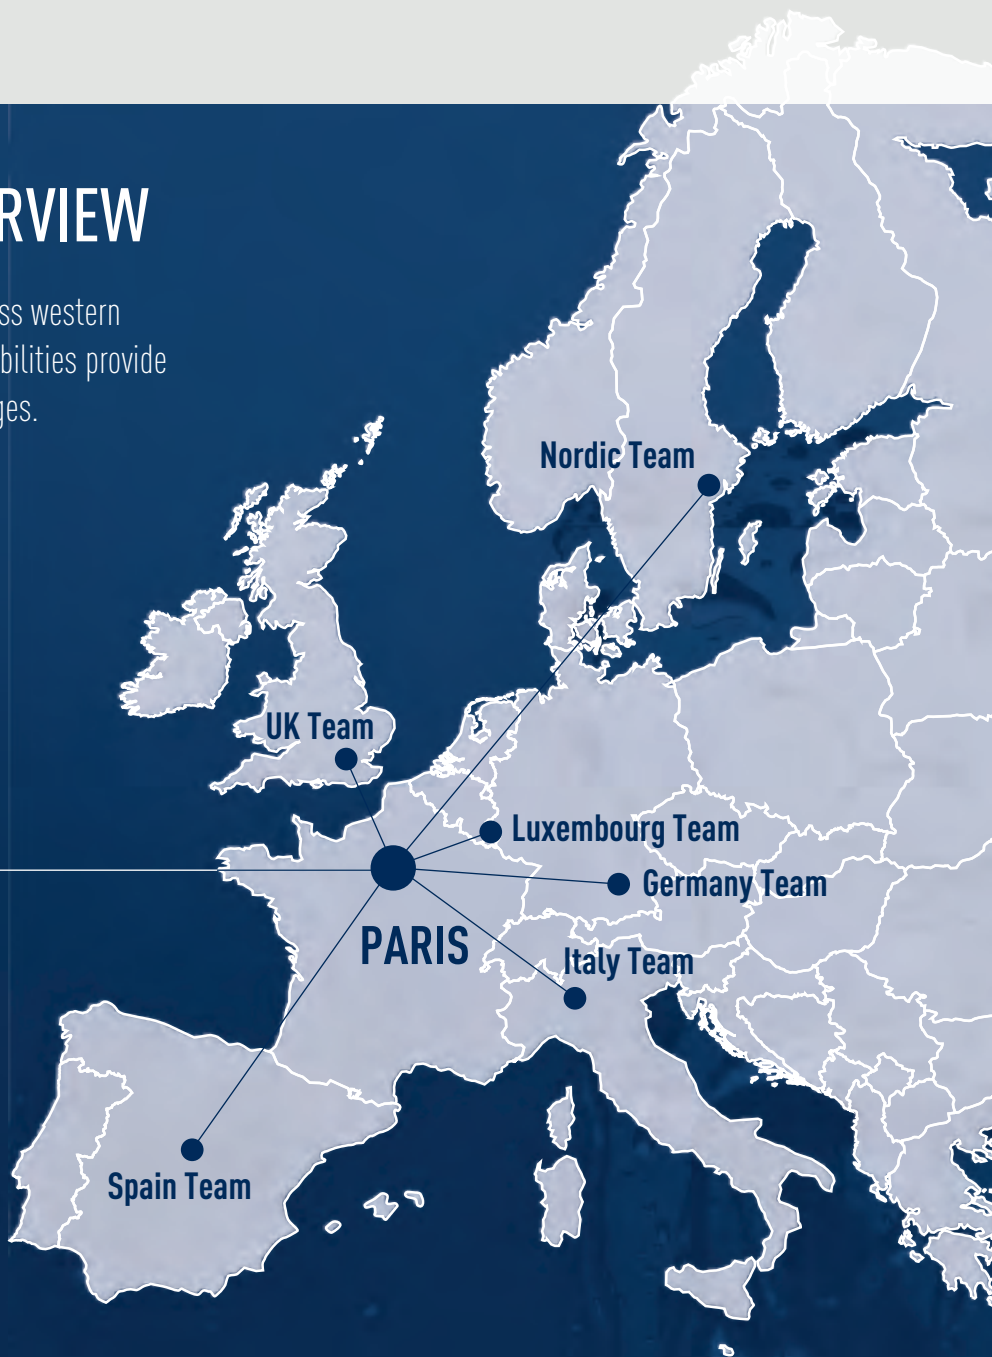 RVIEW
ss western
bilities provide
ges.
Nordic Team
UK Team
Luxembourg Team
Germany Team
PARIS
Italy Team
Spain Team